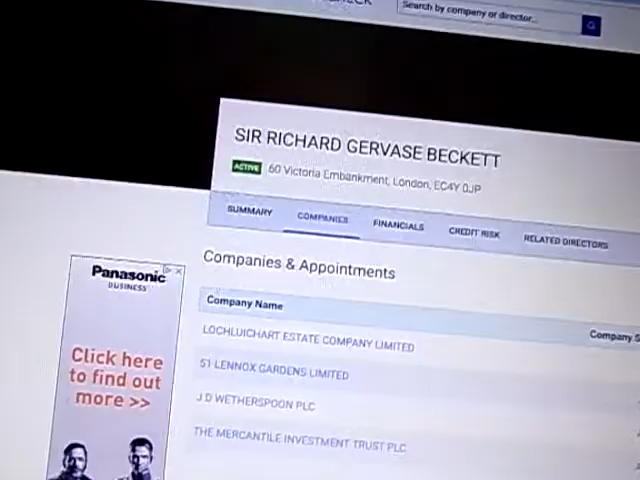 Search by company or director...
SIR RICHARD GERVASE BECKETT
ACTIVE 60 Victoria Embankment, London, EC4Y 0JP
SUMMARY COMPANIES FINANCIALS CREDIT RISK RELATED DIRECTORS
Companies & Appointments
Company Name
Company S
LOCHLUICHART ESTATE COMPANY LIMITED
51 LENNOX GARDENS LIMITED
J D WETHERSPOON PLC
THE MERCANTILE INVESTMENT TRUST PLC
Panasonic
BUSINESS
Click here
to find out
more >>